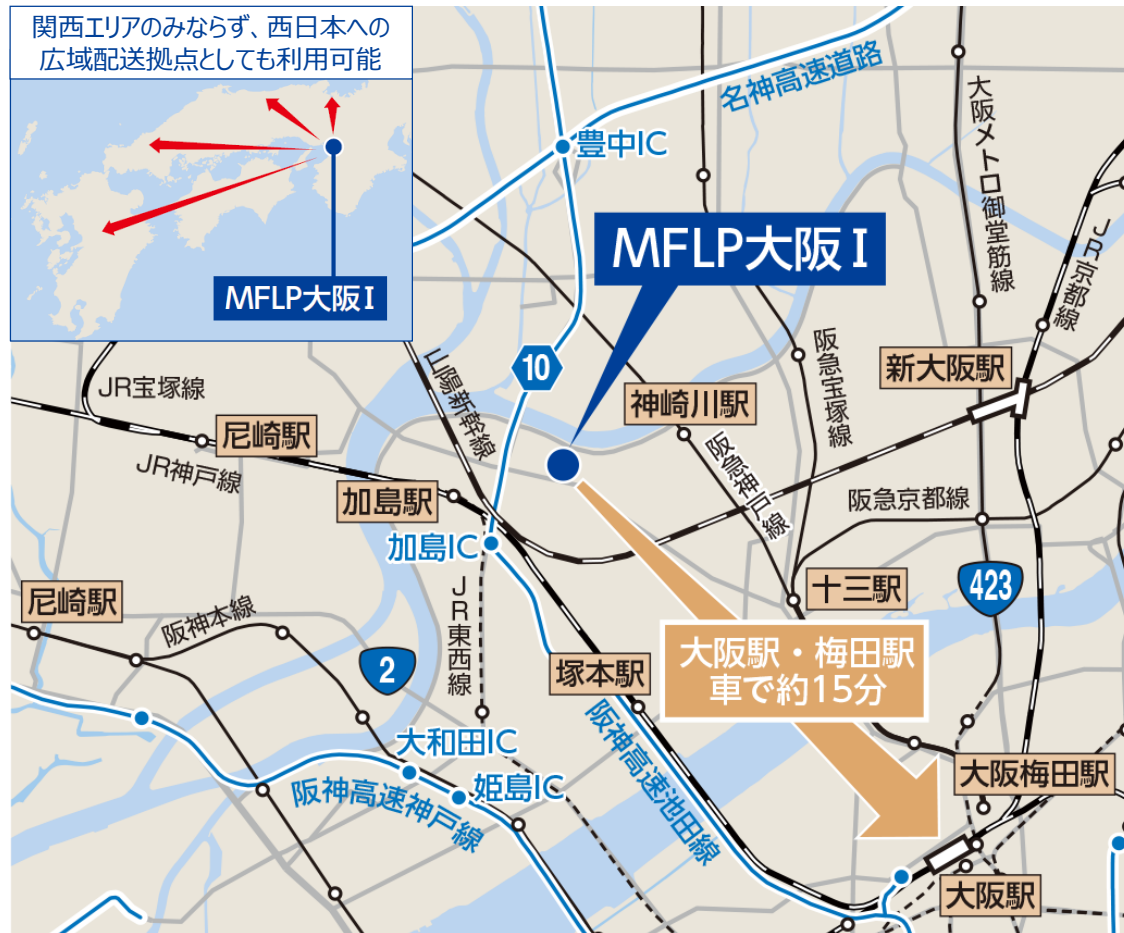 関西エリアのみならず、西日本への
広域配送拠点としても利用可能
MFLP大阪Ⅰ
名神高速道路
豊中IC
大阪メトロ御堂筋線
JR京都線
MFLP大阪Ⅰ
10
山陽新幹線
阪急宝塚線
新大阪駅
JR宝塚線
神崎川駅
尼崎駅
JR神戸線
阪急神戸線
加島駅
阪急京都線
加島IC
JR東西線
423
十三駅
尼崎駅
阪神本線
2
塚本駅
大阪駅・梅田駅
車で約15分
阪神高速池田線
大和田IC
姫島IC
阪神高速神戸線
大阪梅田駅
大阪駅